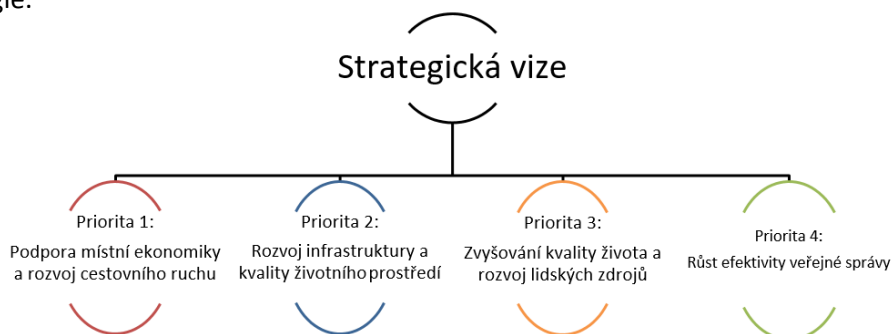 gie.
Strategická vize
Priorita 1:
Podpora místní ekonomiky
a rozvoj cestovního ruchu
Priorita 2:
Rozvoj infrastruktury a
kvality životního prostředí
Priorita 3:
Zvyšování kvality života a
rozvoj lidských zdrojů
Priorita 4:
Růst efektivity veřejné správy